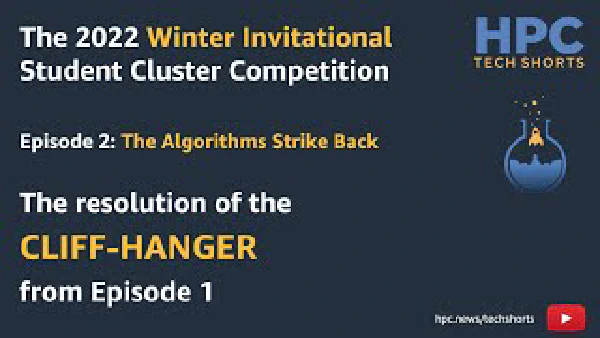 The 2022 Winter Invitational
Student Cluster Competition
HPC
TECH SHORTS
Episode 2: The Algorithms Strike Back
The resolution of the
CLIFF-HANGER
from Episode 1
hpc.news/techshorts